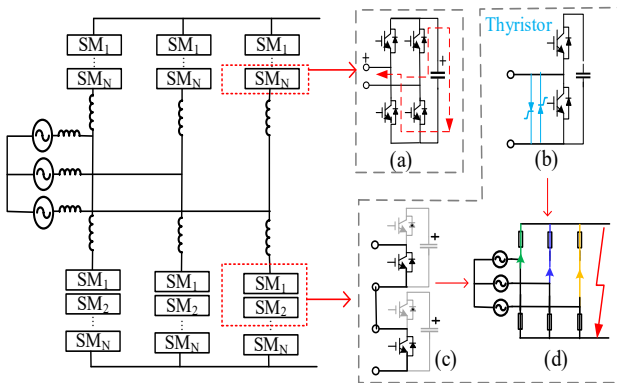 SM1 SM1 SM1
SMN SMN SMN
SM1 SM1 SM1
SM2 SM2 SM2
SMN SMN SMN
+
+
(a)
Thyristor
(b)
+
+
(c)
(d)